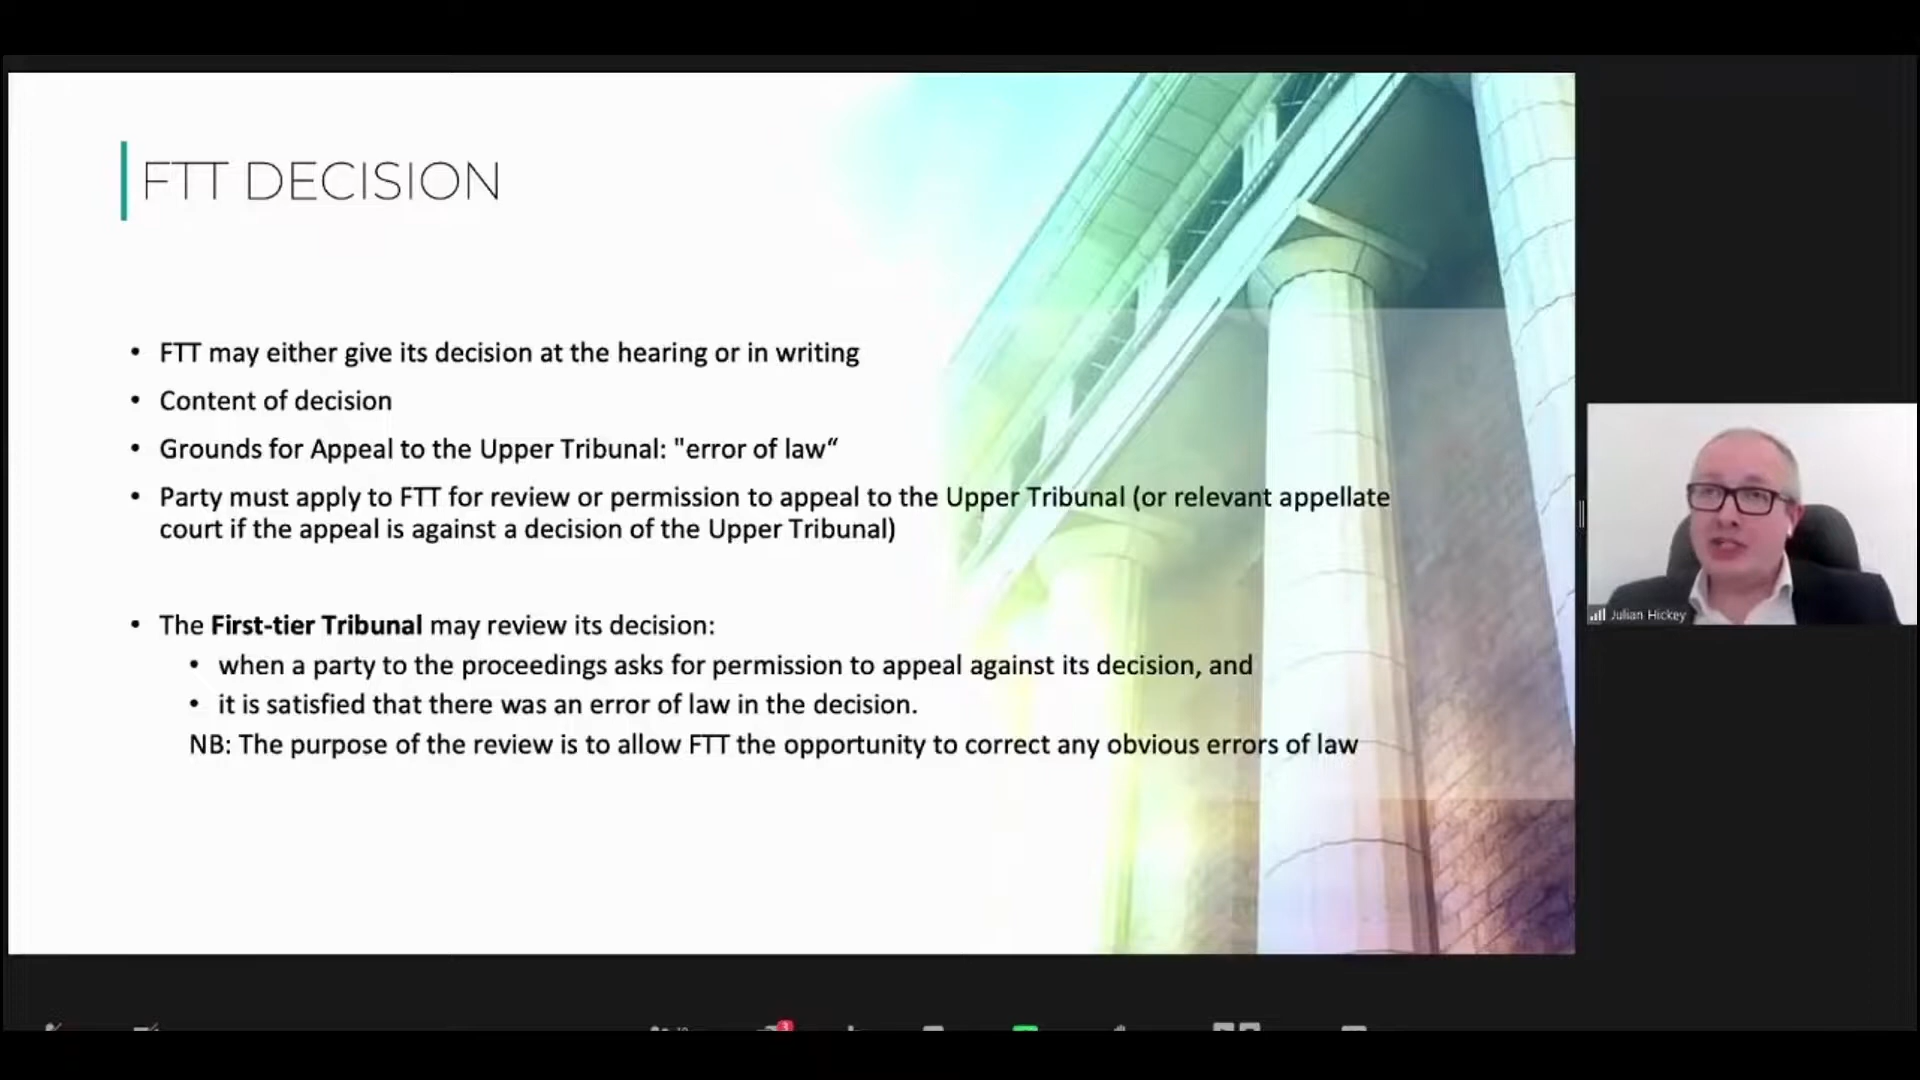 FTT DECISION
• FTT may either give its decision at the hearing or in writing
• Content of decision
• Grounds for Appeal to the Upper Tribunal: "error of law“
• Party must apply to FTT for review or permission to appeal to the Upper Tribunal (or relevant appellate
court if the appeal is against a decision of the Upper Tribunal)
• The First-tier Tribunal may review its decision:
• when a party to the proceedings asks for permission to appeal against its decision, and
• it is satisfied that there was an error of law in the decision.
NB: The purpose of the review is to allow FTT the opportunity to correct any obvious errors of law
Julian Hickey
3